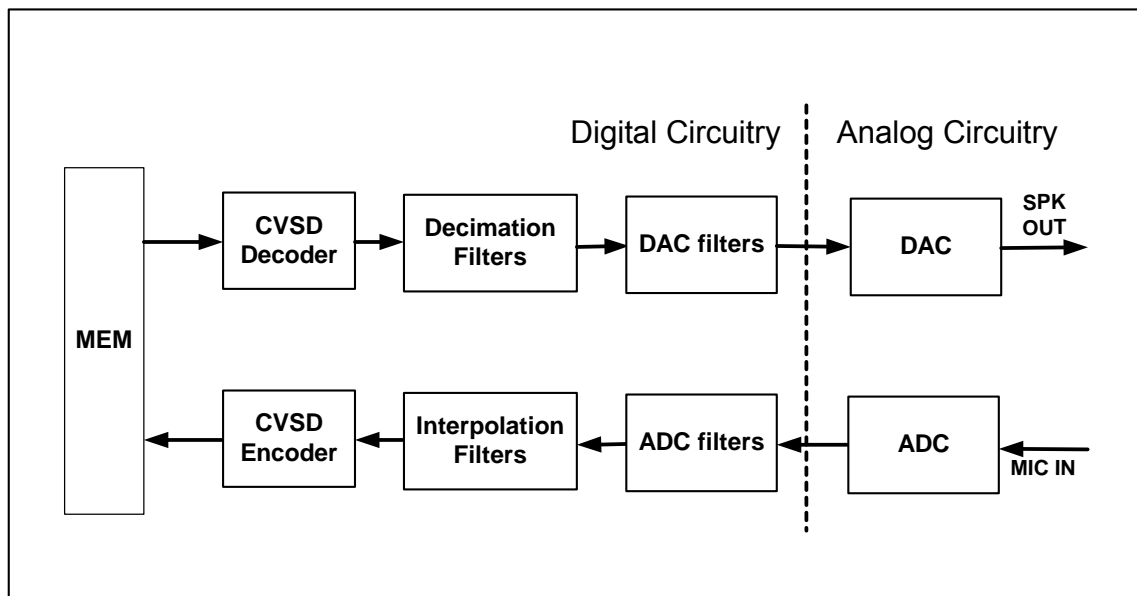 Digital Circuitry
Analog Circuitry
MEM
CVSD
Decoder
Decimation
Filters
DAC filters
DAC
SPK
OUT
CVSD
Encoder
Interpolation
Filters
ADC filters
ADC
MIC IN